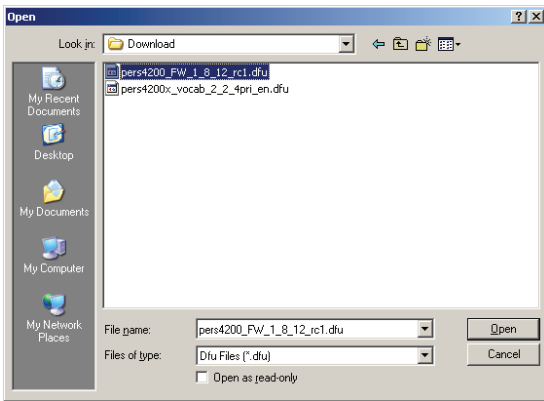 Open
Look in:
Download
pers4200_FW_1_8_12_rc1.dfu
pers4200x_vocab_2_2_4pri_en.dfu
My Recent
Documents
Desktop
My Documents
My Computer
My Network
Places
File name:
pers4200_FW_1_8_12_rc1.dfu
Open
Files of type:
Dfu Files (*.dfu)
Cancel
Open as read-only